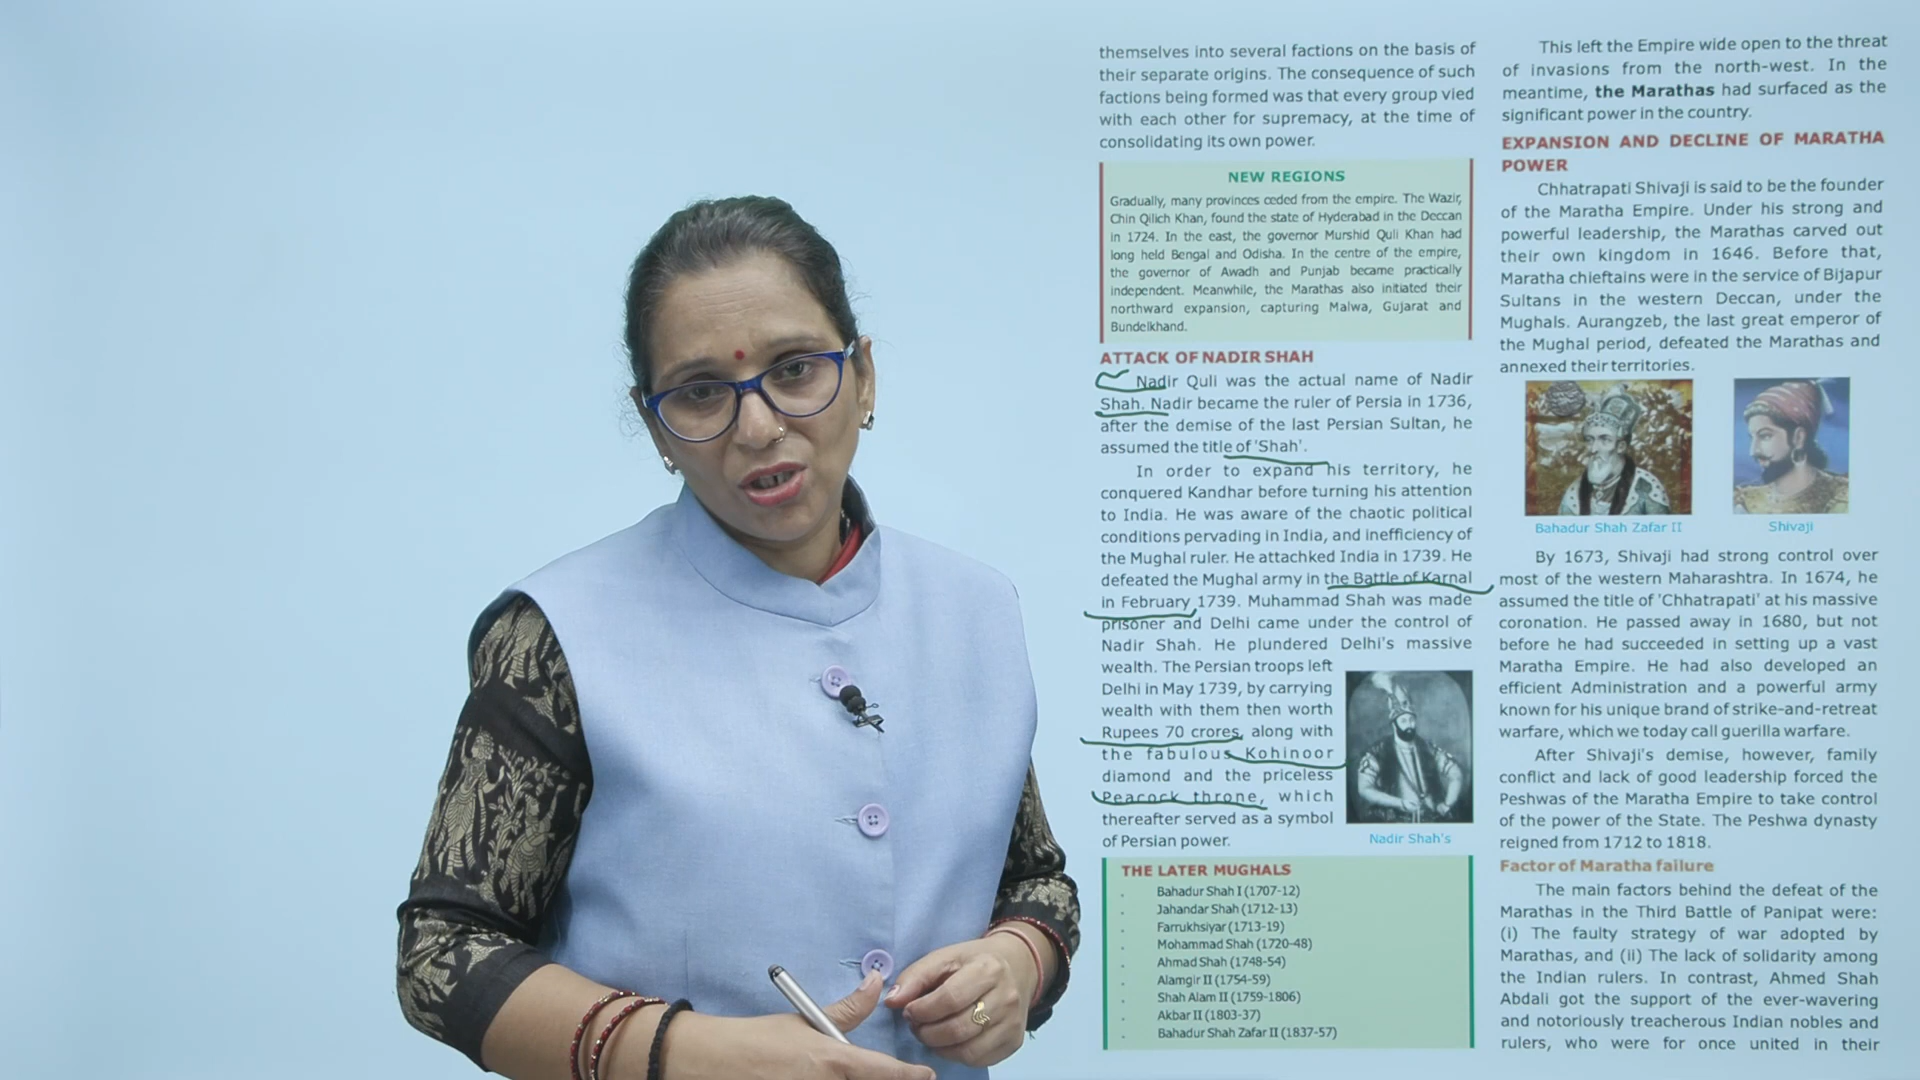 themselves into several factions on the basis of
their separate origins. The consequence of such
factions being formed was that every group vied
with each other for supremacy, at the time of
consolidating its own power.
NEW REGIONS
Gradually, many provinces ceded from the empire. The Wazir,
Chin Qilich Khan, found the state of Hyderabad in the Deccan
in 1724. In the east, the governor Murshid Quli Khan had
long held Bengal and Odisha. In the centre of the empire,
the governor of Awadh and Punjab became practically
independent. Meanwhile, the Marathas also initiated their
northward expansion, capturing Malwa, Gujarat and
Bundelkhand.
ATTACK OF NADIR SHAH
Nadir Quli was the actual name of Nadir
Shah. Nadir became the ruler of Persia in 1736,
after the demise of the last Persian Sultan, he
assumed the title of 'Shah'.
In order to expand his territory, he
conquered Kandhar before turning his attention
to India. He was aware of the chaotic political
conditions pervading in India, and inefficiency of
the Mughal ruler. He attachked India in 1739. He
defeated the Mughal army in the Battle of Karnal
in February 1739. Muhammad Shah was made
prisoner and Delhi came under the control of
Nadir Shah. He plundered Delhi's massive
wealth. The Persian troops left
Delhi in May 1739, by carrying
wealth with them then worth
Rupees 70 crores, along with
the fabulous Kohinoor
diamond and the priceless
Peacock throne, which
thereafter served as a symbol
of Persian power.
Nadir Shah's
THE LATER MUGHALS
. Bahadur Shah I (1707-12)
. Jahandar Shah (1712-13)
. Farrukhsiyar (1713-19)
. Mohammad Shah (1720-48)
. Ahmad Shah (1748-54)
. Alamgir II (1754-59)
. Shah Alam II (1759-1806)
. Akbar II (1803-37)
. Bahadur Shah Zafar II (1837-57)
This left the Empire wide open to the threat
of invasions from the north-west. In the
meantime, the Marathas had surfaced as the
significant power in the country.
EXPANSION AND DECLINE OF MARATHA
POWER
Chhatrapati Shivaji is said to be the founder
of the Maratha Empire. Under his strong and
powerful leadership, the Marathas carved out
their own kingdom in 1646. Before that,
Maratha chieftains were in the service of Bijapur
Sultans in the western Deccan, under the
Mughals. Aurangzeb, the last great emperor of
the Mughal period, defeated the Marathas and
annexed their territories.
Bahadur Shah Zafar II
Shivaji
By 1673, Shivaji had strong control over
most of the western Maharashtra. In 1674, he
assumed the title of 'Chhatrapati' at his massive
coronation. He passed away in 1680, but not
before he had succeeded in setting up a vast
Maratha Empire. He had also developed an
efficient Administration and a powerful army
known for his unique brand of strike-and-retreat
warfare, which we today call guerilla warfare.
After Shivaji's demise, however, family
conflict and lack of good leadership forced the
Peshwas of the Maratha Empire to take control
of the power of the State. The Peshwa dynasty
reigned from 1712 to 1818.
Factor of Maratha failure
The main factors behind the defeat of the
Marathas in the Third Battle of Panipat were:
(i) The faulty strategy of war adopted by
Marathas, and (ii) The lack of solidarity among
the Indian rulers. In contrast, Ahmed Shah
Abdali got the support of the ever-wavering
and notoriously treacherous Indian nobles and
rulers, who were for once united in their